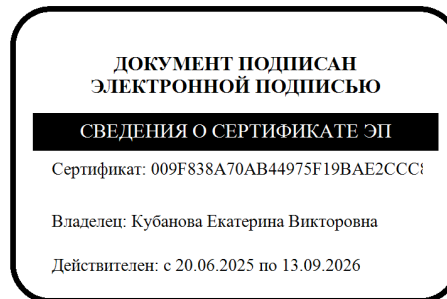 ДОКУМЕНТ ПОДПИСАН
ЭЛЕКТРОННОЙ ПОДПИСЬЮ
СВЕДЕНИЯ О СЕРТИФИКАТЕ ЭП
Сертификат: 009F838A70AB44975F19BAE2CCC8
Владелец: Кубанова Екатерина Викторовна
Действителен: с 20.06.2025 по 13.09.2026